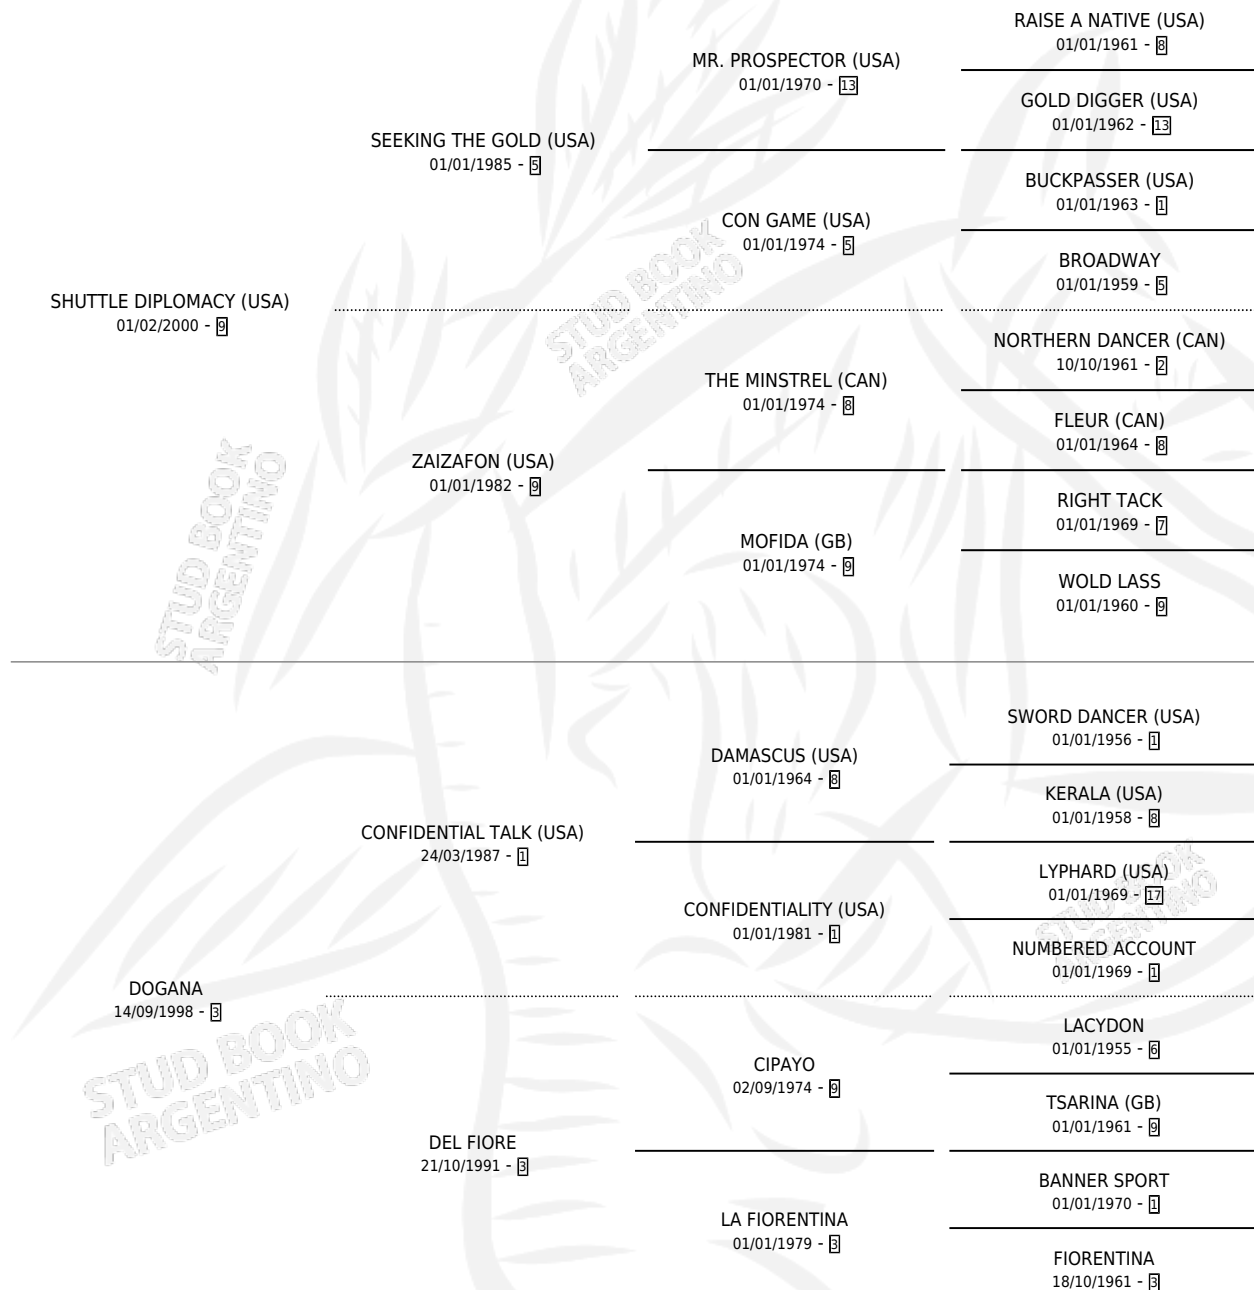 RAISE A NATIVE (USA)
01/01/1961 - 8
MR. PROSPECTOR (USA)
01/01/1970 - 13
GOLD DIGGER (USA)
01/01/1962 - 13
SEEKING THE GOLD (USA)
01/01/1985 - 5
BUCKPASSER (USA)
01/01/1963 - 1
CON GAME (USA)
01/01/1974 - 5
BROADWAY
01/01/1959 - 5
SHUTTLE DIPLOMACY (USA)
01/02/2000 - 9
NORTHERN DANCER (CAN)
10/10/1961 - 2
THE MINSTREL (CAN)
01/01/1974 - 8
FLEUR (CAN)
01/01/1964 - 8
ZAIZAFON (USA)
01/01/1982 - 9
RIGHT TACK
01/01/1969 - 7
MOFIDA (GB)
01/01/1974 - 9
WOLD LASS
01/01/1960 - 9
SWORD DANCER (USA)
01/01/1956 - 1
DAMASCUS (USA)
01/01/1964 - 8
KERALA (USA)
01/01/1958 - 8
CONFIDENTIAL TALK (USA)
24/03/1987 - 1
LYPHARD (USA)
01/01/1969 - 17
CONFIDENTIALITY (USA)
01/01/1981 - 1
NUMBERED ACCOUNT
01/01/1969 - 1
DOGANA
14/09/1998 - 3
LACYDON
01/01/1955 - 6
CIPAYO
02/09/1974 - 9
TSARINA (GB)
01/01/1961 - 9
DEL FIORE
21/10/1991 - 3
BANNER SPORT
01/01/1970 - 1
LA FIORENTINA
01/01/1979 - 3
FIORENTINA
18/10/1961 - 3
STUD BOOK
ARGENTINO
STUD BOOK
ARGENTINO
STUD BOOK
ARGENTINO
STUD BOOK
ARGENTINO